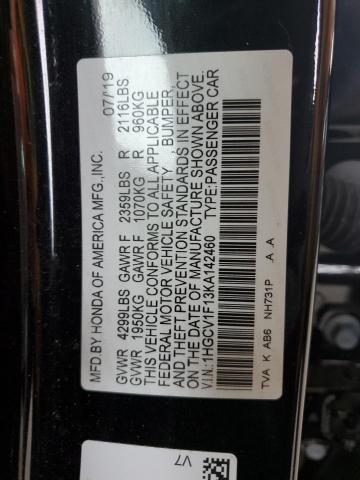 MFD.BY HONDA OF AMERICA MFG.,INC. 07/19
GVWR 4299LBS GAWR F 2359LBS R 2116LBS
GVWR 1950KG GAWR F 1070KG R 960KG
THIS VEHICLE CONFORMS TO ALL APPLICABLE
FEDERAL MOTOR VEHICLE SAFETY, BUMPER,
AND THEFT PREVENTION STANDARDS IN EFFECT
ON THE DATE OF MANUFACTURE SHOWN ABOVE.
V.I.N.:1HGCV1F13KA142460 TYPE:PASSENGER CAR
TVA K AB6 NH731P A A
V7